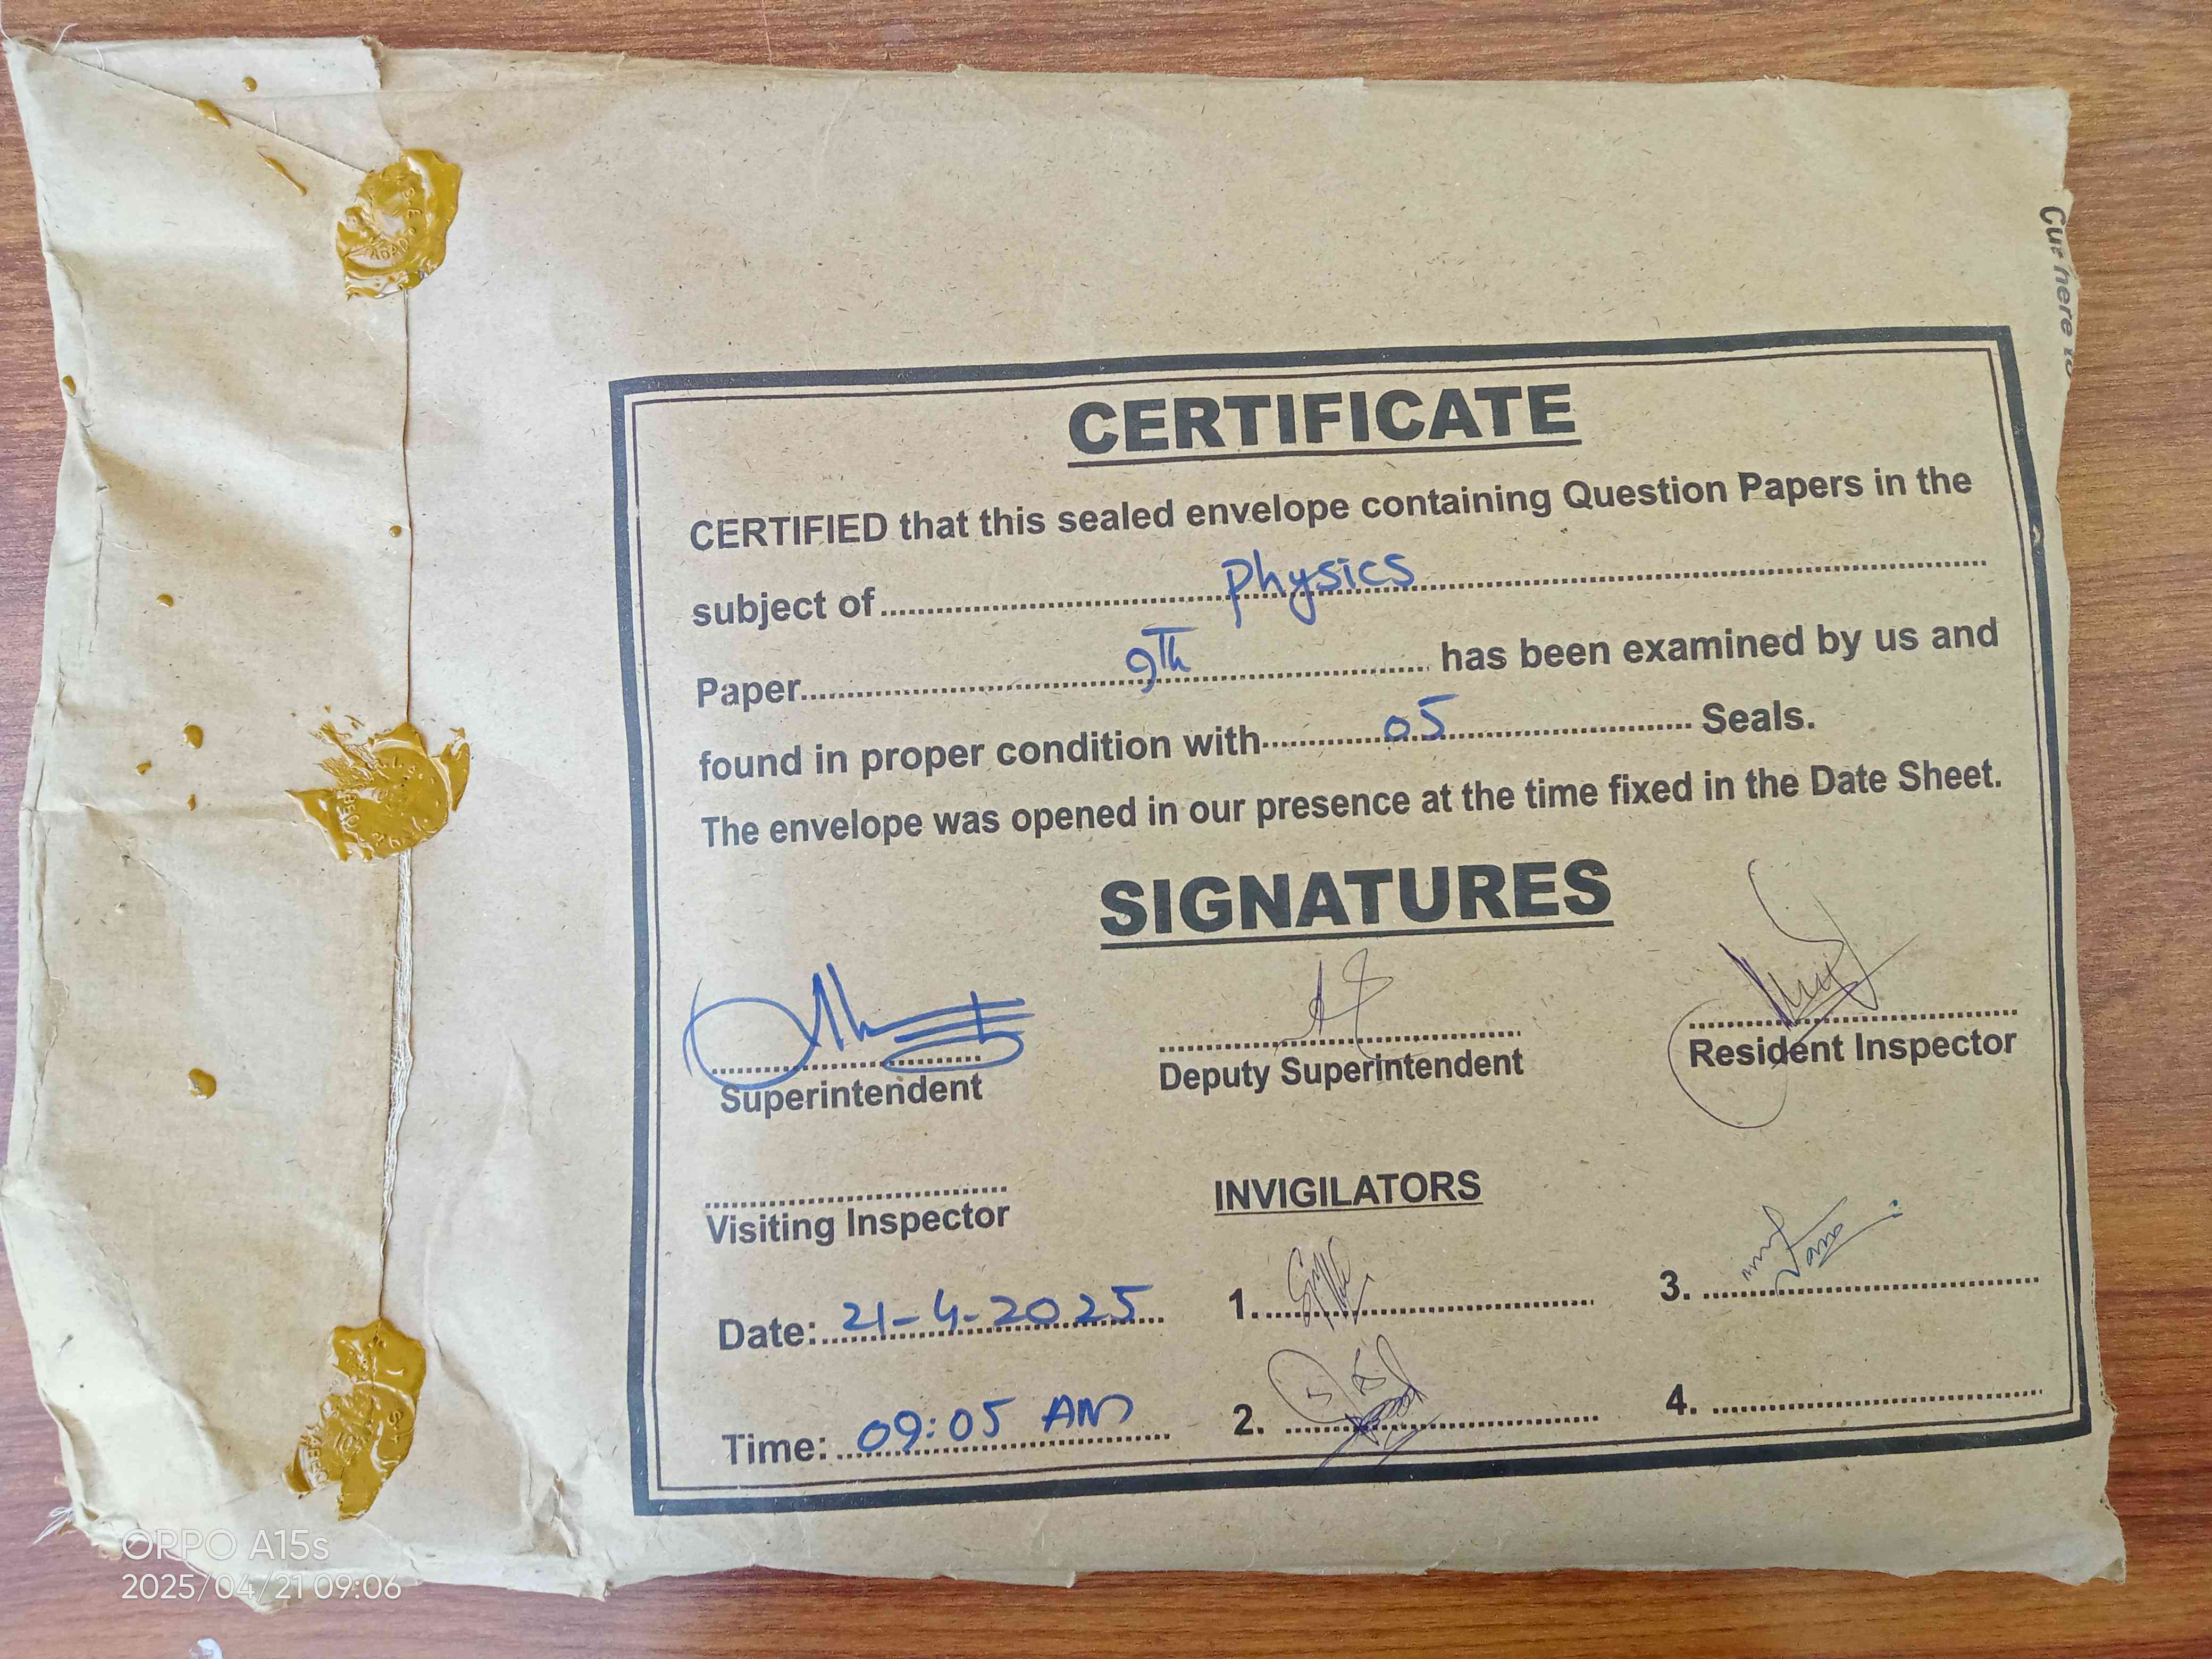 Cut here to
CERTIFICATE
CERTIFIED that this sealed envelope containing Question Papers in the
subject of Physics
Paper 9Th has been examined by us and
found in proper condition with 05 Seals.
The envelope was opened in our presence at the time fixed in the Date Sheet.
SIGNATURES
Superintendent
Deputy Superintendent
Resident Inspector
Visiting Inspector
INVIGILATORS
Date: 21-4-2025
1.
3.
Time: 09:05 AM
2.
4.
OPPO A15s
2025/04/21 09:06